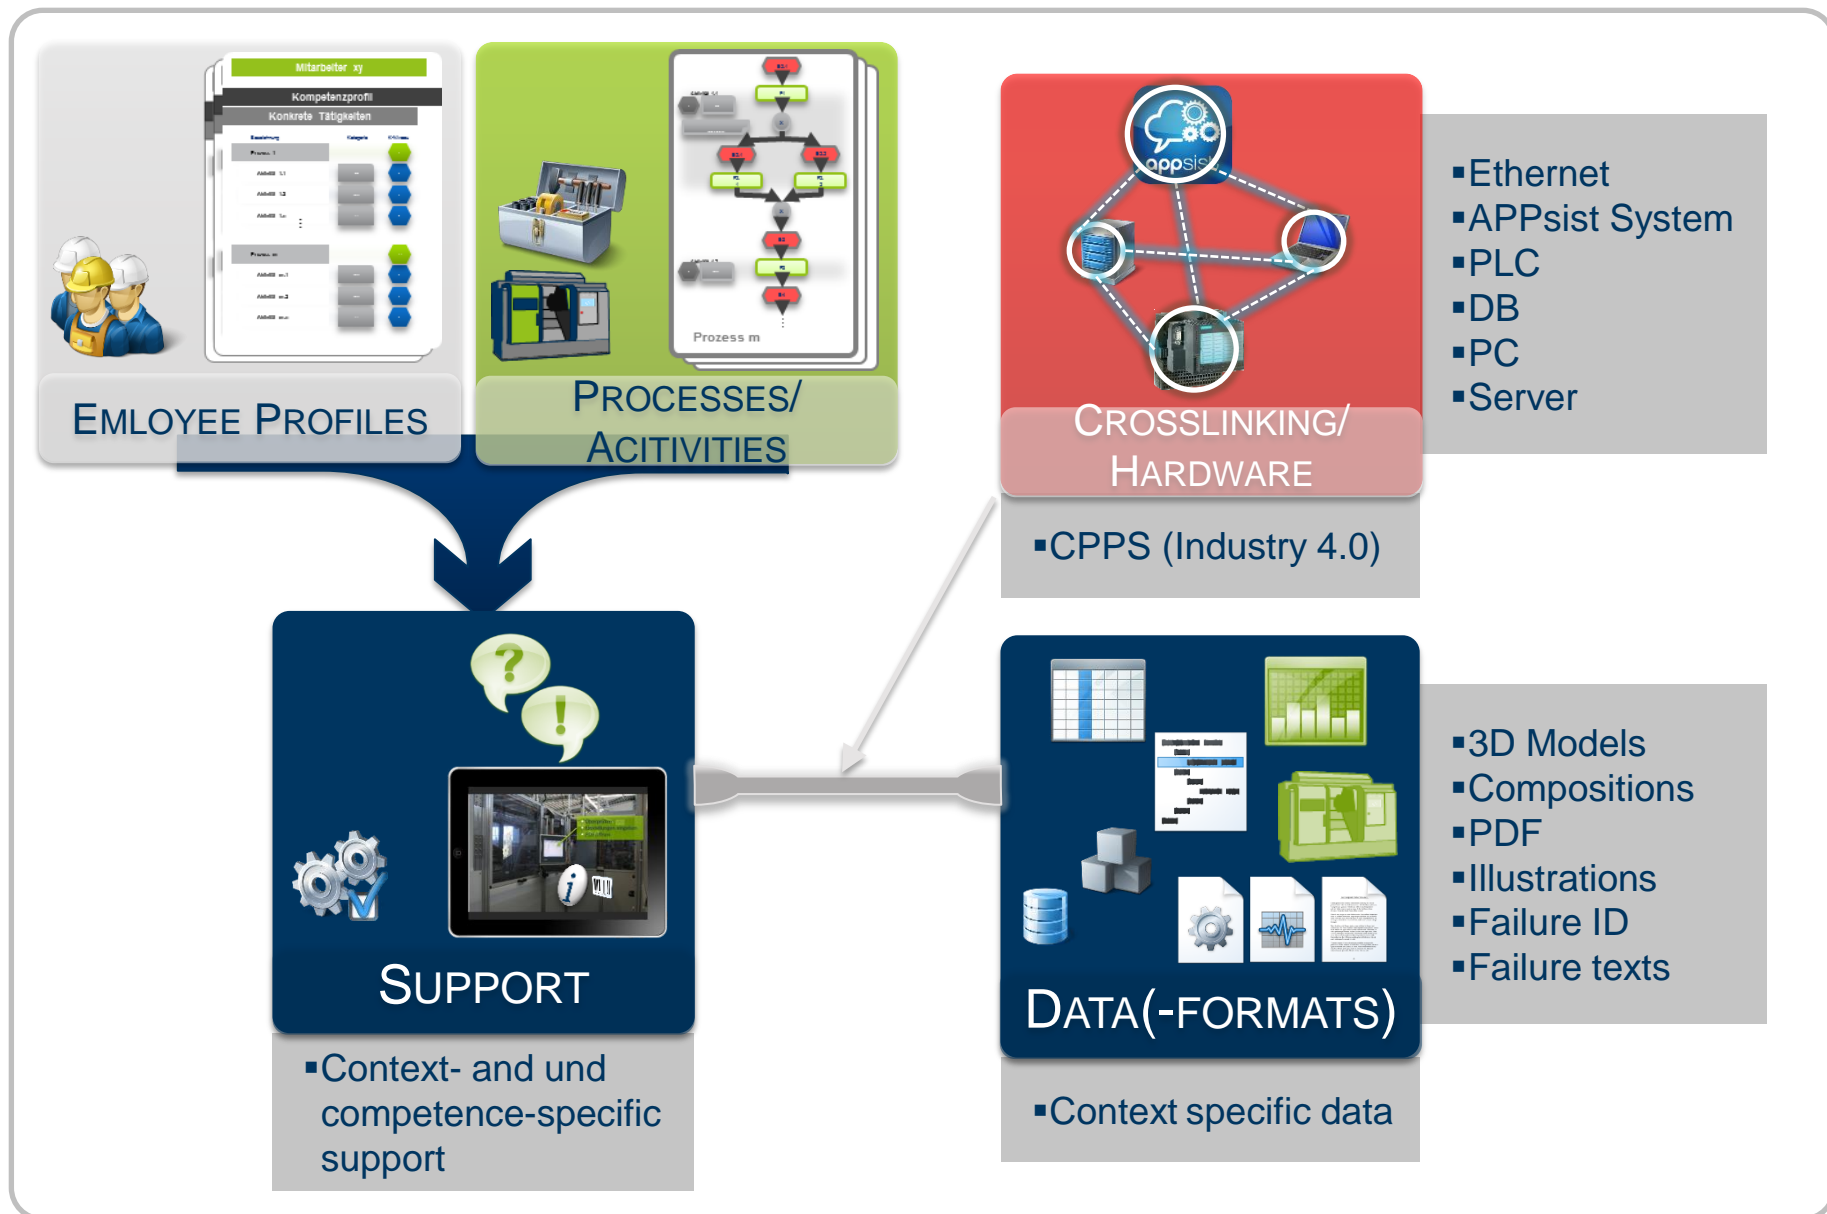 Mitarbeiter xy
Kompetenzprofil
Konkrete Tätigkeiten
Prozess m
EMLOYEE PROFILES
PROCESSES/
ACITIVITIES
appsist
CROSSLINKING/
HARDWARE
▪Ethernet
▪APPsist System
▪PLC
▪DB
▪PC
▪Server
▪CPPS (Industry 4.0)
SUPPORT
▪Context- and und
competence-specific
support
DATA(-FORMATS)
▪3D Models
▪Compositions
▪PDF
▪Illustrations
▪Failure ID
▪Failure texts
▪Context specific data